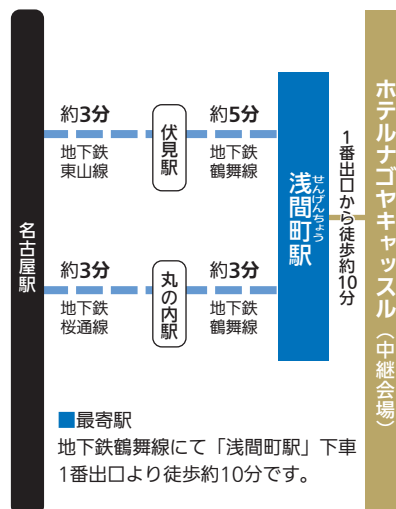 名古屋駅
約3分
地下鉄
東山線
伏見駅
約5分
地下鉄
鶴舞線
約3分
地下鉄
桜通線
丸の内駅
約3分
地下鉄
鶴舞線
せんげんちょう
浅間町駅
1番出口から徒歩約10分
ホテルナゴヤキャッスル（中継会場）
■最寄駅
地下鉄鶴舞線にて「浅間町駅」下車
1番出口より徒歩約10分です。